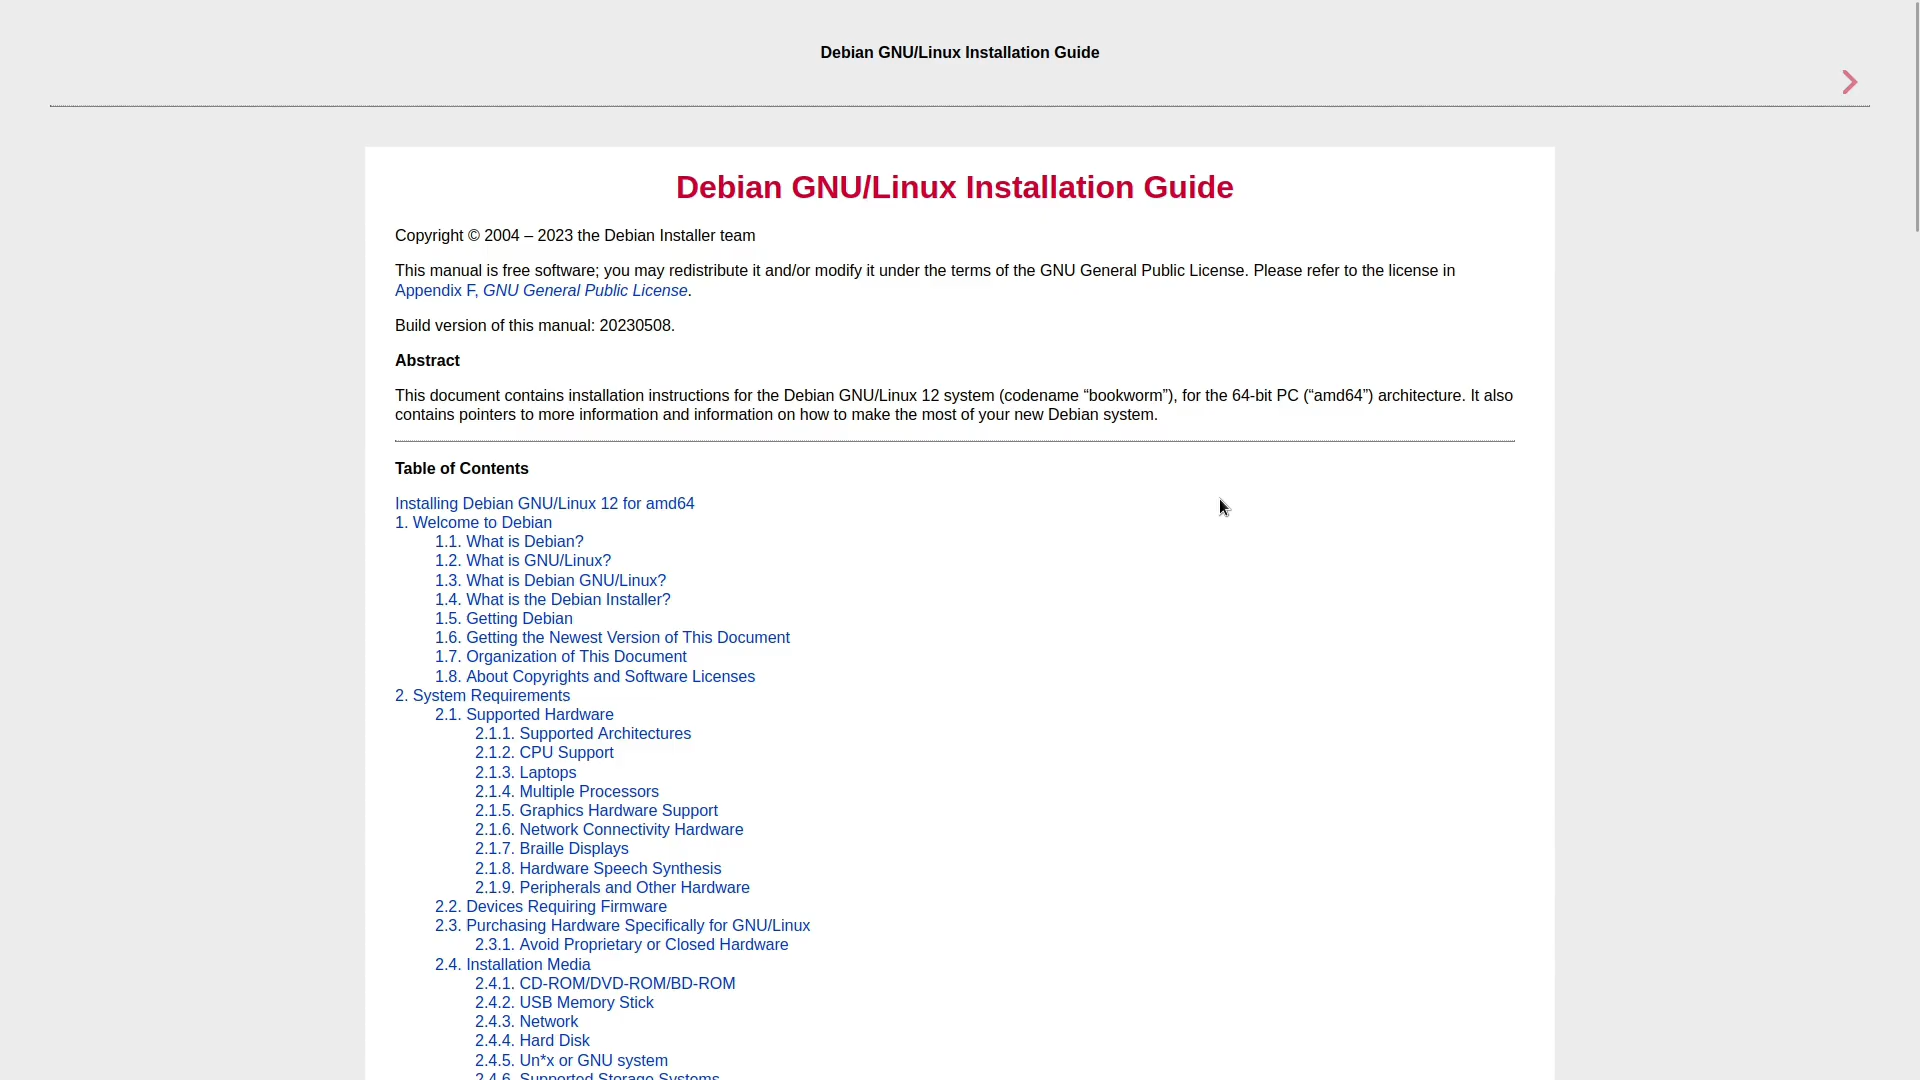 Debian GNU/Linux Installation Guide
Debian GNU/Linux Installation Guide
Copyright © 2004 – 2023 the Debian Installer team
This manual is free software; you may redistribute it and/or modify it under the terms of the GNU General Public License. Please refer to the license in
Appendix F, GNU General Public License.
Build version of this manual: 20230508.
Abstract
This document contains installation instructions for the Debian GNU/Linux 12 system (codename “bookworm”), for the 64-bit PC (“amd64”) architecture. It also
contains pointers to more information and information on how to make the most of your new Debian system.
Table of Contents
Installing Debian GNU/Linux 12 for amd64
1. Welcome to Debian
1.1. What is Debian?
1.2. What is GNU/Linux?
1.3. What is Debian GNU/Linux?
1.4. What is the Debian Installer?
1.5. Getting Debian
1.6. Getting the Newest Version of This Document
1.7. Organization of This Document
1.8. About Copyrights and Software Licenses
2. System Requirements
2.1. Supported Hardware
2.1.1. Supported Architectures
2.1.2. CPU Support
2.1.3. Laptops
2.1.4. Multiple Processors
2.1.5. Graphics Hardware Support
2.1.6. Network Connectivity Hardware
2.1.7. Braille Displays
2.1.8. Hardware Speech Synthesis
2.1.9. Peripherals and Other Hardware
2.2. Devices Requiring Firmware
2.3. Purchasing Hardware Specifically for GNU/Linux
2.3.1. Avoid Proprietary or Closed Hardware
2.4. Installation Media
2.4.1. CD-ROM/DVD-ROM/BD-ROM
2.4.2. USB Memory Stick
2.4.3. Network
2.4.4. Hard Disk
2.4.5. Un*x or GNU system
2.4.6. Supported Storage Systems